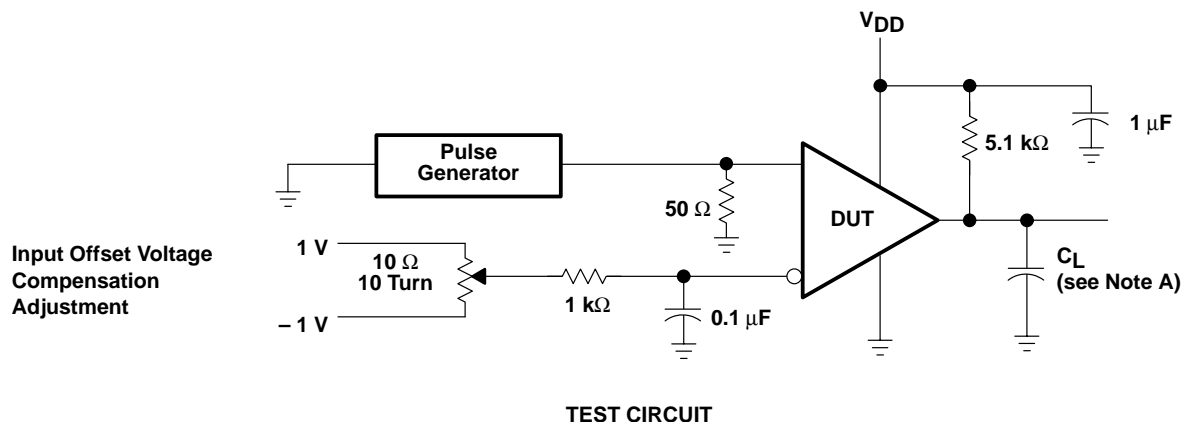 VDD
1 μF
5.1 kΩ
Pulse
Generator
50 Ω
DUT
Input Offset Voltage
Compensation
Adjustment
1 V
10 Ω
10 Turn
– 1 V
1 kΩ
0.1 μF
CL
(see Note A)
TEST CIRCUIT